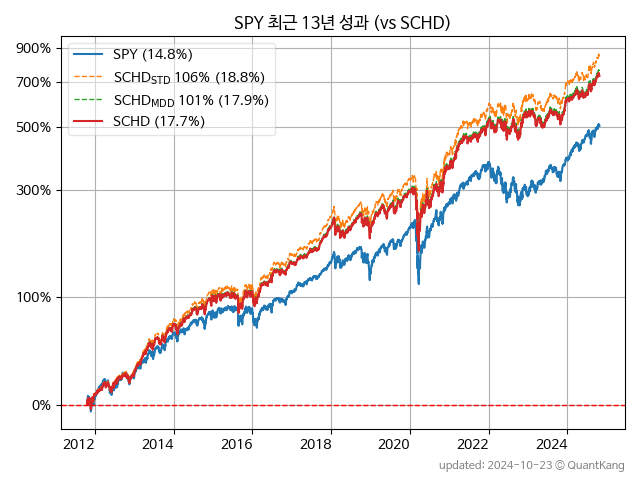 SPY 최근 13년 성과 (vs SCHD)
900%
700%
500%
300%
100%
0%
SPY (14.8%)
SCHD_STD 106% (18.8%)
SCHD_MDD 101% (17.9%)
SCHD (17.7%)
2012 2014 2016 2018 2020 2022 2024
updated: 2024-10-23 © QuantKang